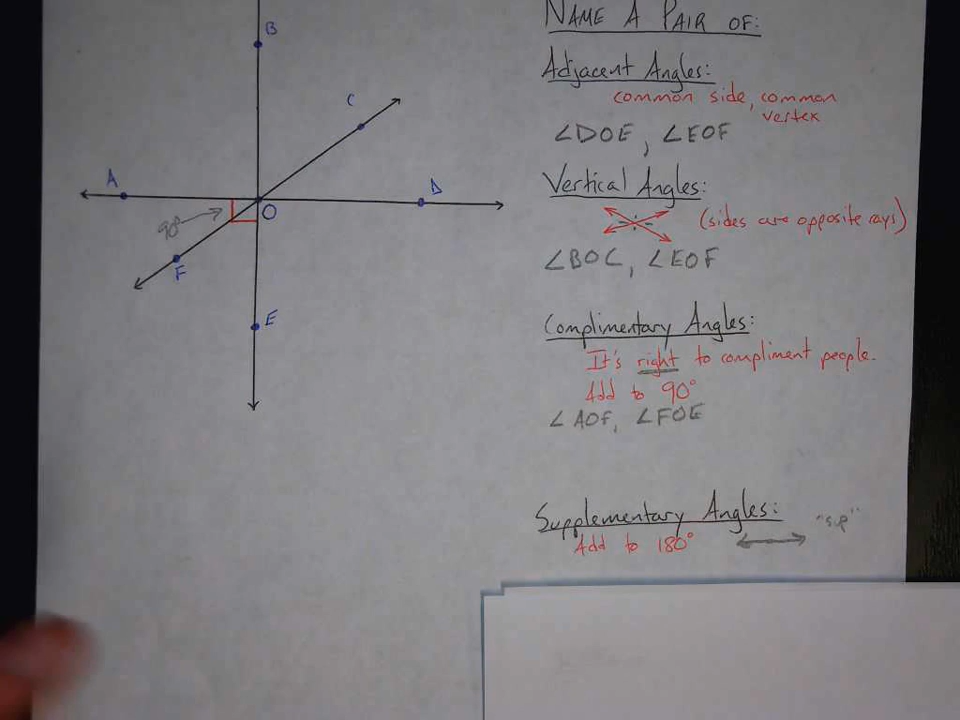 NAME A PAIR OF:
B
Adjacent Angles:
C
common side, common
vertex
∠DOE, ∠EOF
A
D
Vertical Angles:
O
90°
(sides are opposite rays)
F
∠BOC, ∠EOF
E
Complimentary Angles:
It's right to compliment people.
Add to 90°
∠AOF, ∠FOE
Supplementary Angles:
Add to 180°